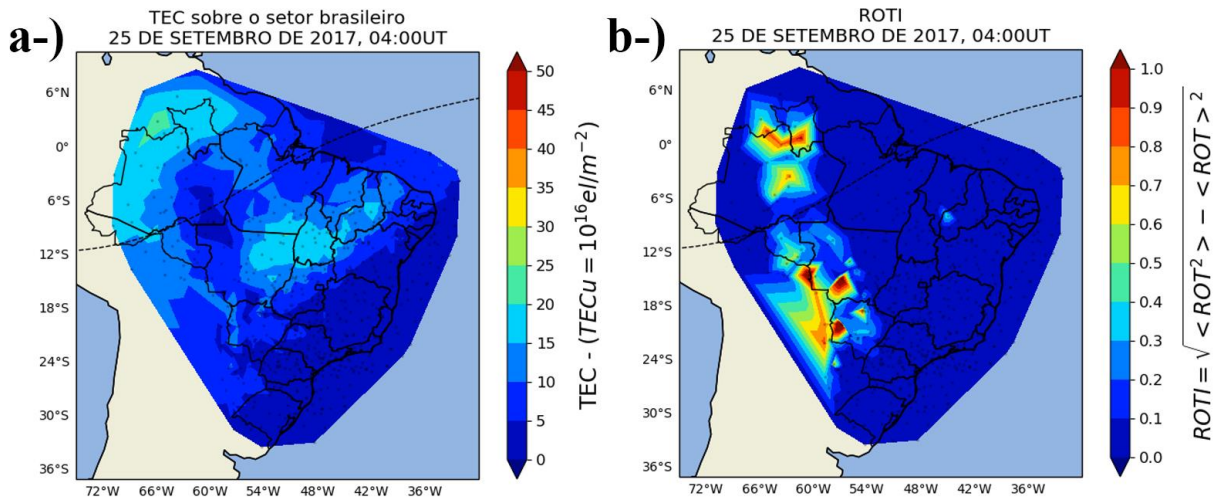 a-)
TEC sobre o setor brasileiro
25 DE SETEMBRO DE 2017, 04:00UT
6°N
0°
6°S
12°S
18°S
24°S
30°S
36°S
72°W 66°W 60°W 54°W 48°W 42°W 36°W
50
45
40
35
30
25
20
15
10
5
0
TEC - (TECu = 10^16 el/m^-2)
b-)
ROTI
25 DE SETEMBRO DE 2017, 04:00UT
6°N
0°
6°S
12°S
18°S
24°S
30°S
36°S
72°W 66°W 60°W 54°W 48°W 42°W 36°W
1.0
0.9
0.8
0.7
0.6
0.5
0.4
0.3
0.2
0.1
0.0
ROTI = √< ROT^2 > − < ROT >^2